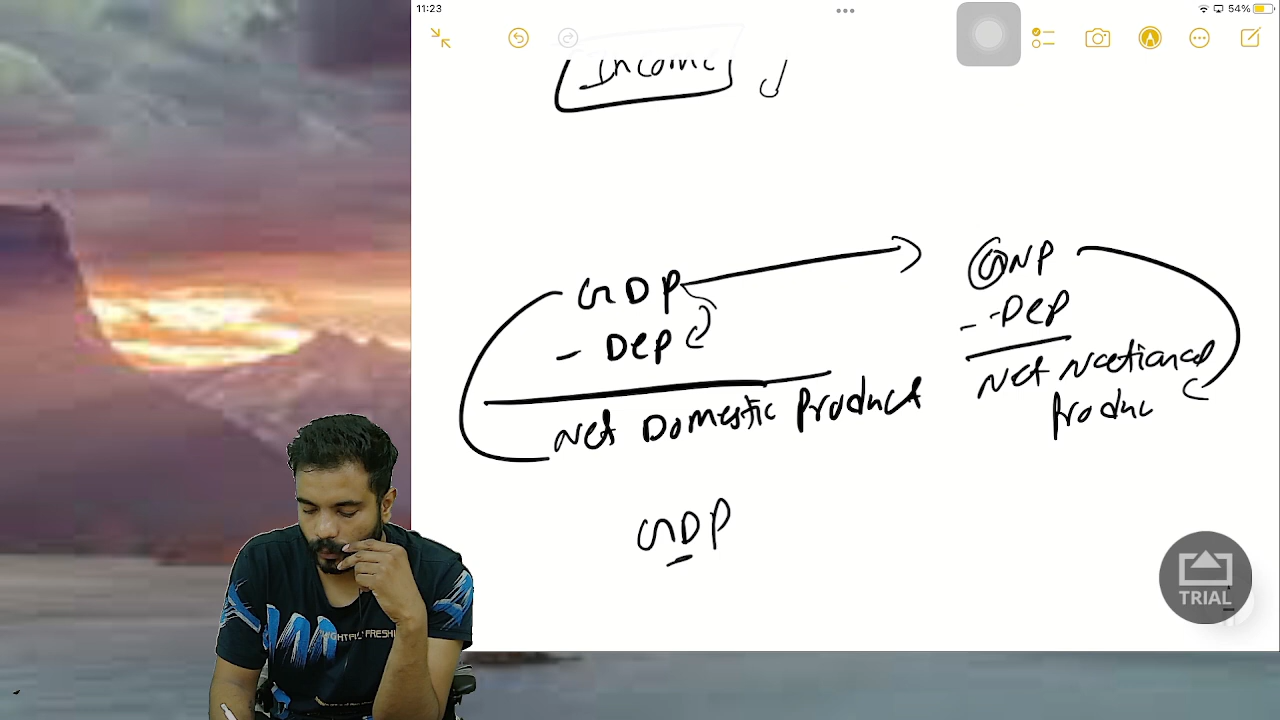 11:23
54%
Income
GDP
GNP
- Dep
- Dep
Net Domestic Product
Net National
Produc
GDP
TRIAL